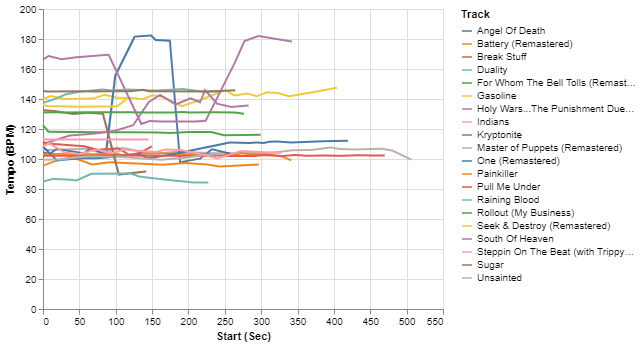 200
180
160
140
120
100
80
60
40
20
0
Tempo (BPM)
0 50 100 150 200 250 300 350 400 450 500 550
Start (Sec)
Track
Angel Of Death
Battery (Remastered)
Break Stuff
Duality
For Whom The Bell Tolls (Remast…
Gasoline
Holy Wars...The Punishment Due…
Indians
Kryptonite
Master of Puppets (Remastered)
One (Remastered)
Painkiller
Pull Me Under
Raining Blood
Rollout (My Business)
Seek & Destroy (Remastered)
South Of Heaven
Steppin On The Beat (with Trippy…
Sugar
Unsainted